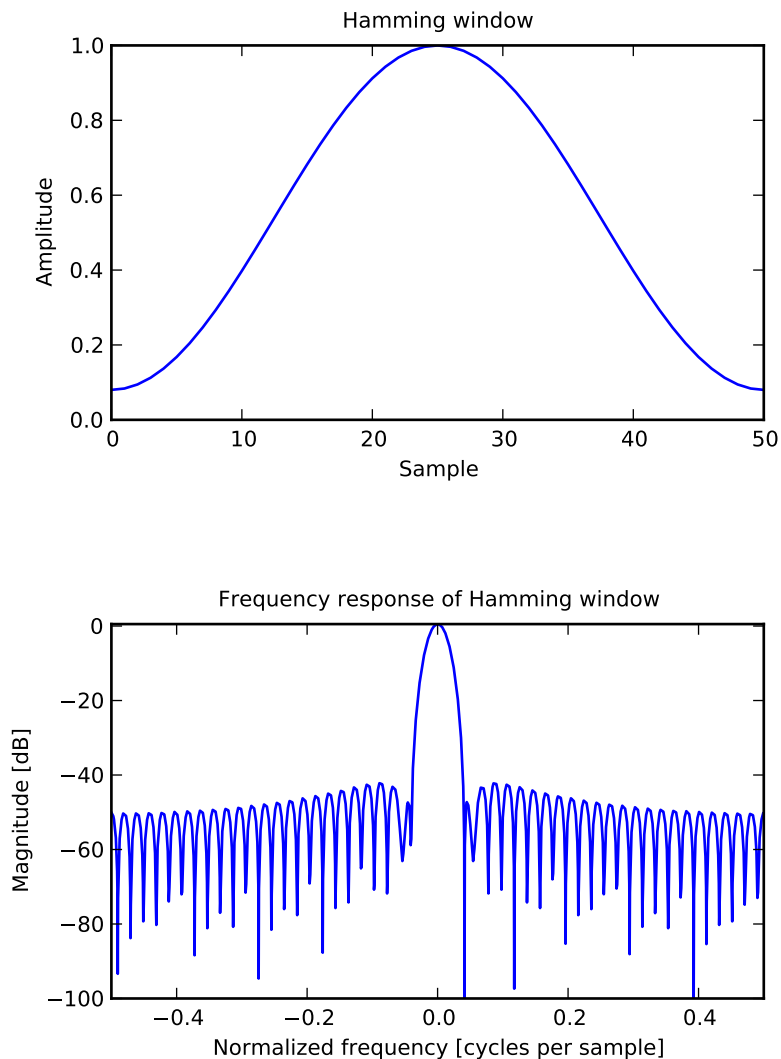 Hamming window
1.0
0.8
0.6
0.4
0.2
0.0
Amplitude
0 10 20 30 40 50
Sample
Frequency response of Hamming window
0
−20
−40
−60
−80
−100
Magnitude [dB]
−0.4 −0.2 0.0 0.2 0.4
Normalized frequency [cycles per sample]